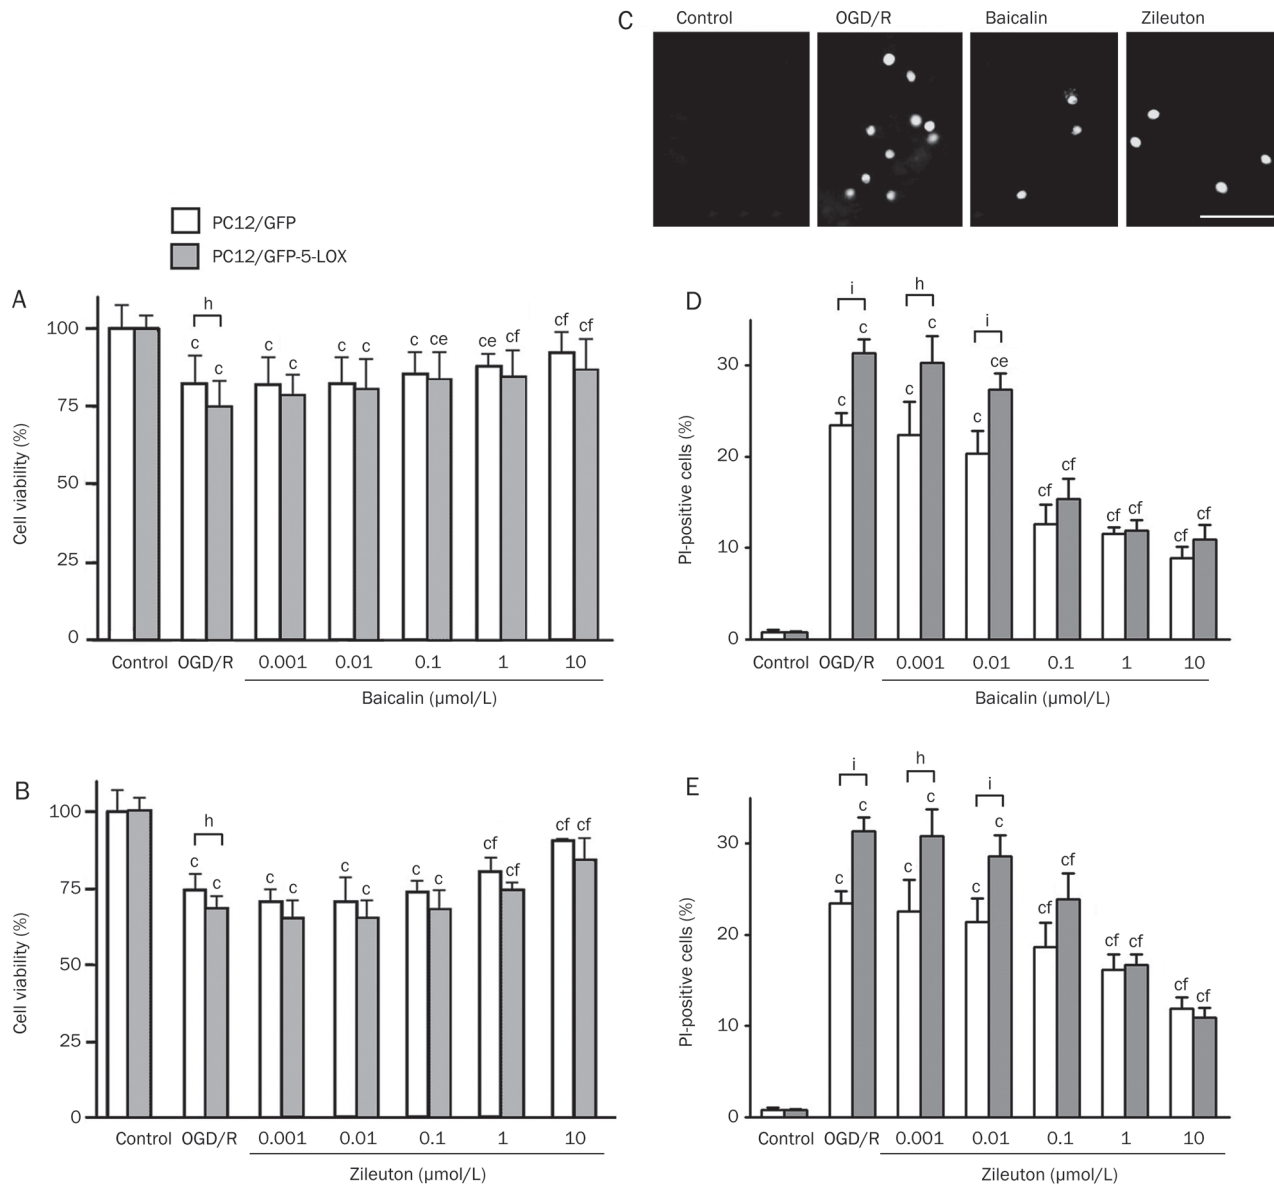 C
Control OGD/R Baicalin Zileuton
PC12/GFP
PC12/GFP-5-LOX
A
Cell viability (%)
100
75
50
25
0
h
c c c c c c c ce ce cf cf cf
Control OGD/R 0.001 0.01 0.1 1 10
Baicalin (µmol/L)
D
PI-positive cells (%)
30
20
10
0
i h i
c c c c c ce cf cf cf cf cf cf
Control OGD/R 0.001 0.01 0.1 1 10
Baicalin (µmol/L)
B
Cell viability (%)
100
75
50
25
0
h
c c c c c c c c cf cf cf cf
Control OGD/R 0.001 0.01 0.1 1 10
Zileuton (µmol/L)
E
PI-positive cells (%)
30
20
10
0
i h i
c c c c c c cf cf cf cf cf cf
Control OGD/R 0.001 0.01 0.1 1 10
Zileuton (µmol/L)